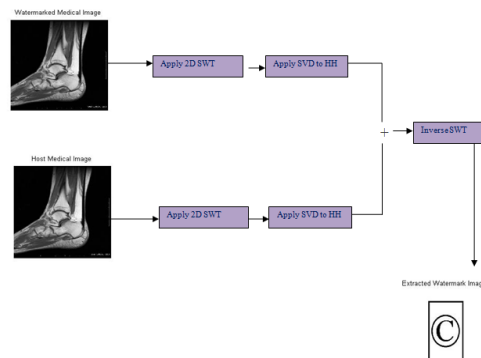 Watermarked Medical Image
Apply 2D SWT
Apply SVD to HH
+
Inverse SWT
Host Medical Image
Apply 2D SWT
Apply SVD to HH
Extracted Watermark Imag
C